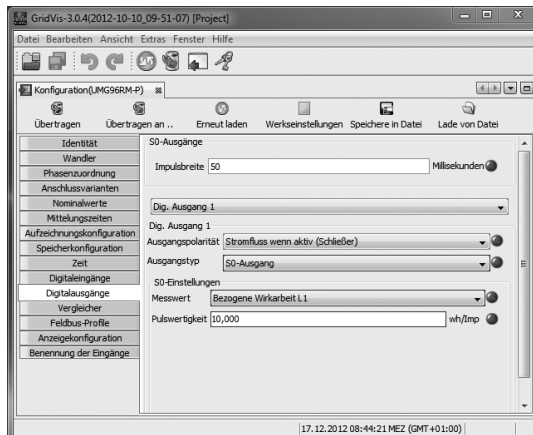 GridVis-3.0.4(2012-10-10_09-51-07) [Project]
Datei Bearbeiten Ansicht Extras Fenster Hilfe
Konfiguration(UMG96RM-P)
Übertragen Übertragen an .. Erneut laden Werkseinstellungen Speichere in Datei Lade von Datei
Identität
Wandler
Phasenzuordnung
Anschlussvarianten
Nominalwerte
Mittelungszeiten
Aufzeichnungskonfiguration
Speicherkonfiguration
Zeit
Digitaleingänge
Digitalausgänge
Vergleicher
Feldbus-Profile
Anzeigekonfiguration
Benennung der Eingänge
S0-Ausgänge
Impulsbreite 50 Millisekunden
Dig. Ausgang 1
Dig. Ausgang 1
Ausgangspolarität Stromfluss wenn aktiv (Schließer)
Ausgangstyp S0-Ausgang
S0-Einstellungen
Messwert Bezogene Wirkarbeit L1
Pulswertigkeit 10,000 wh/Imp
17.12.2012 08:44:21 MEZ (GMT+01:00)